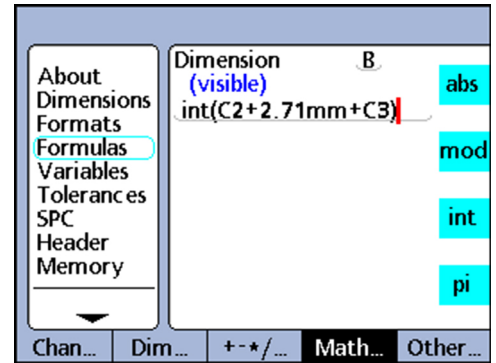 About
Dimensions
Formats
Formulas
Variables
Tolerances
SPC
Header
Memory
Dimension B
(visible)
int(C2+2.71mm+C3)
abs
mod
int
pi
Chan... Dim... +-*/... Math... Other...